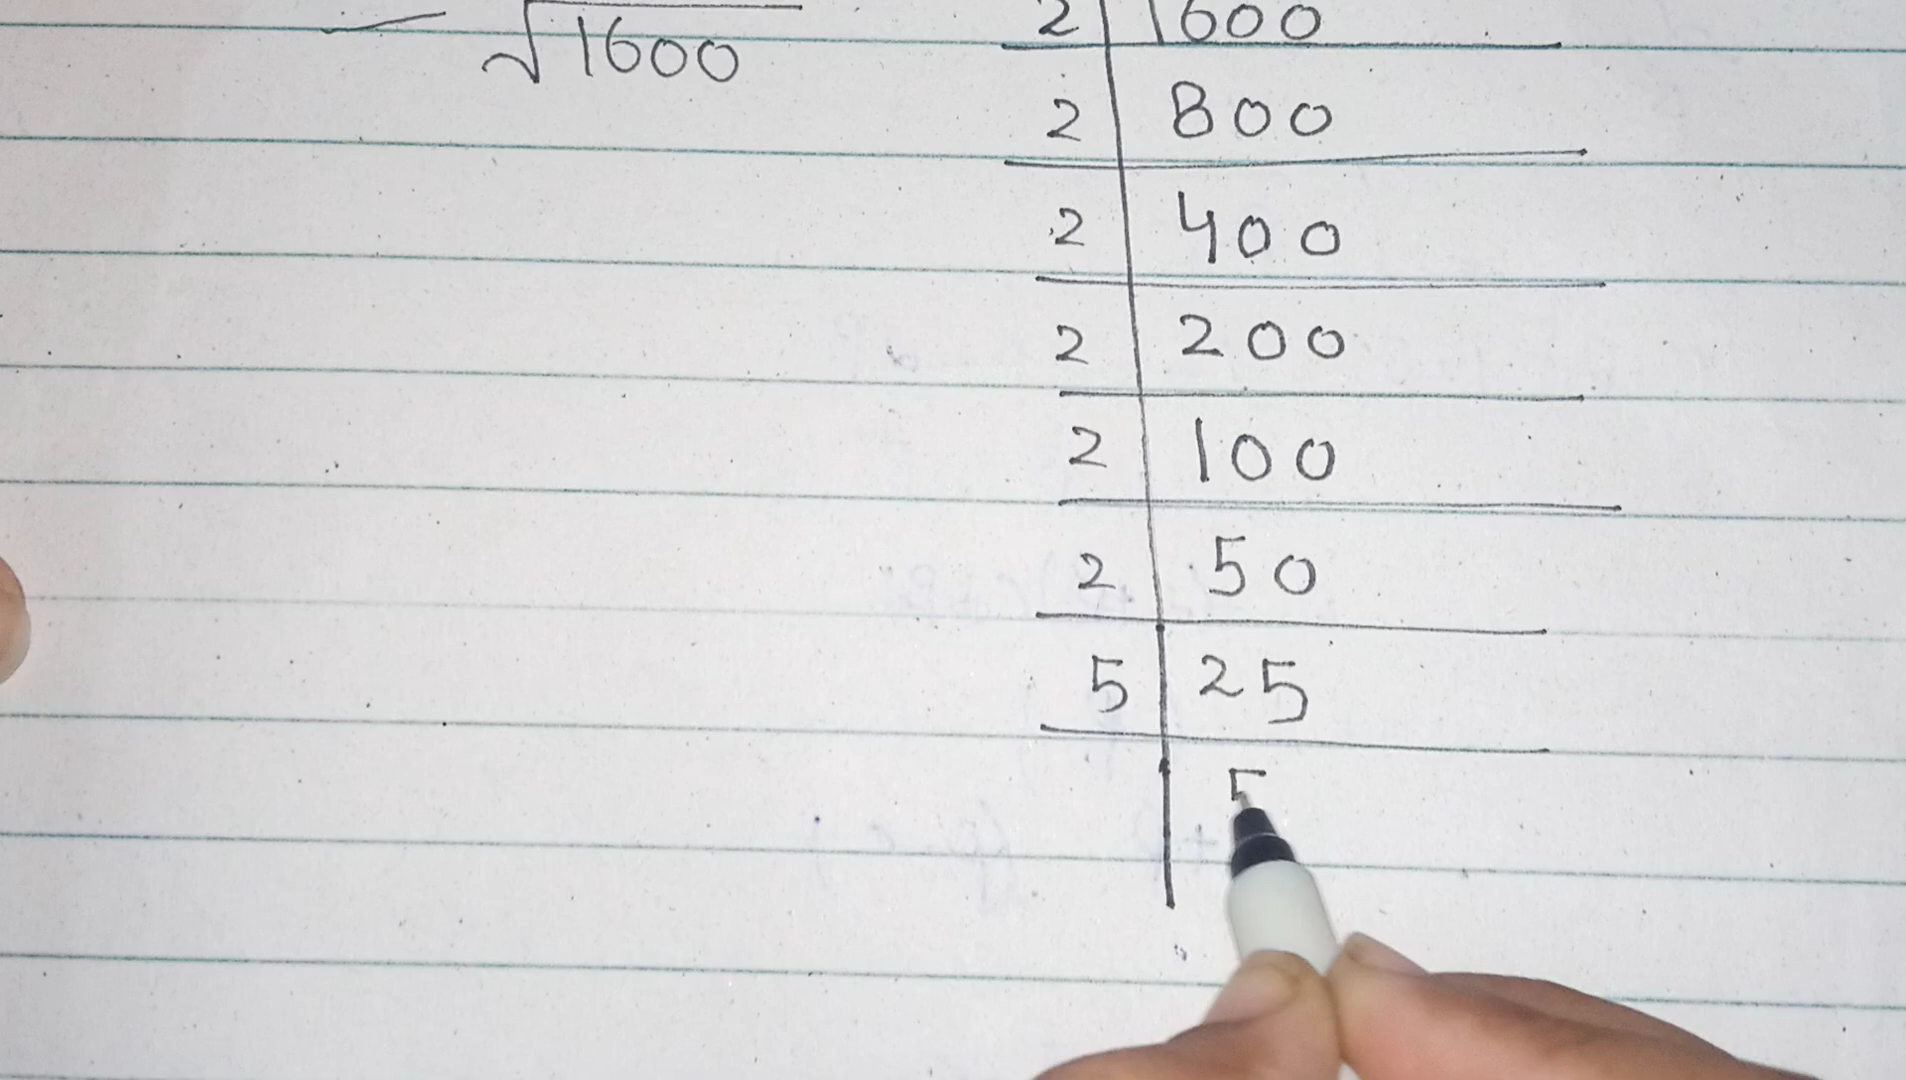 √1600
2 | 1600
2 | 800
2 | 400
2 | 200
2 | 100
2 | 50
5 | 25
5